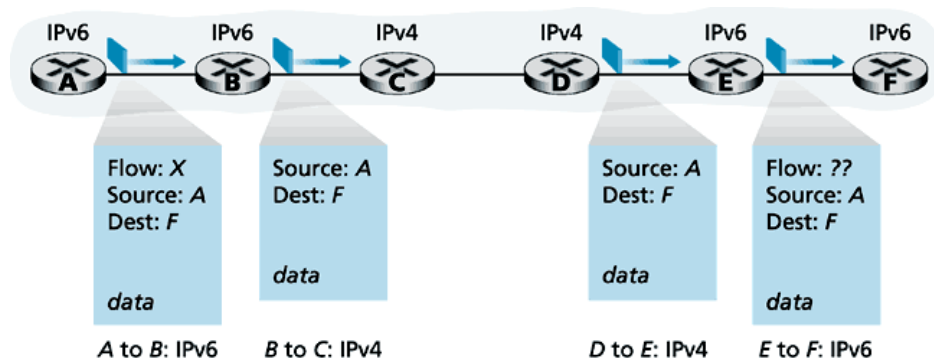 IPv6 IPv6 IPv4 IPv4 IPv6 IPv6
A B C D E F
Flow: X
Source: A
Dest: F
data
Source: A
Dest: F
data
Source: A
Dest: F
data
Flow: ??
Source: A
Dest: F
data
A to B: IPv6 B to C: IPv4 D to E: IPv4 E to F: IPv6